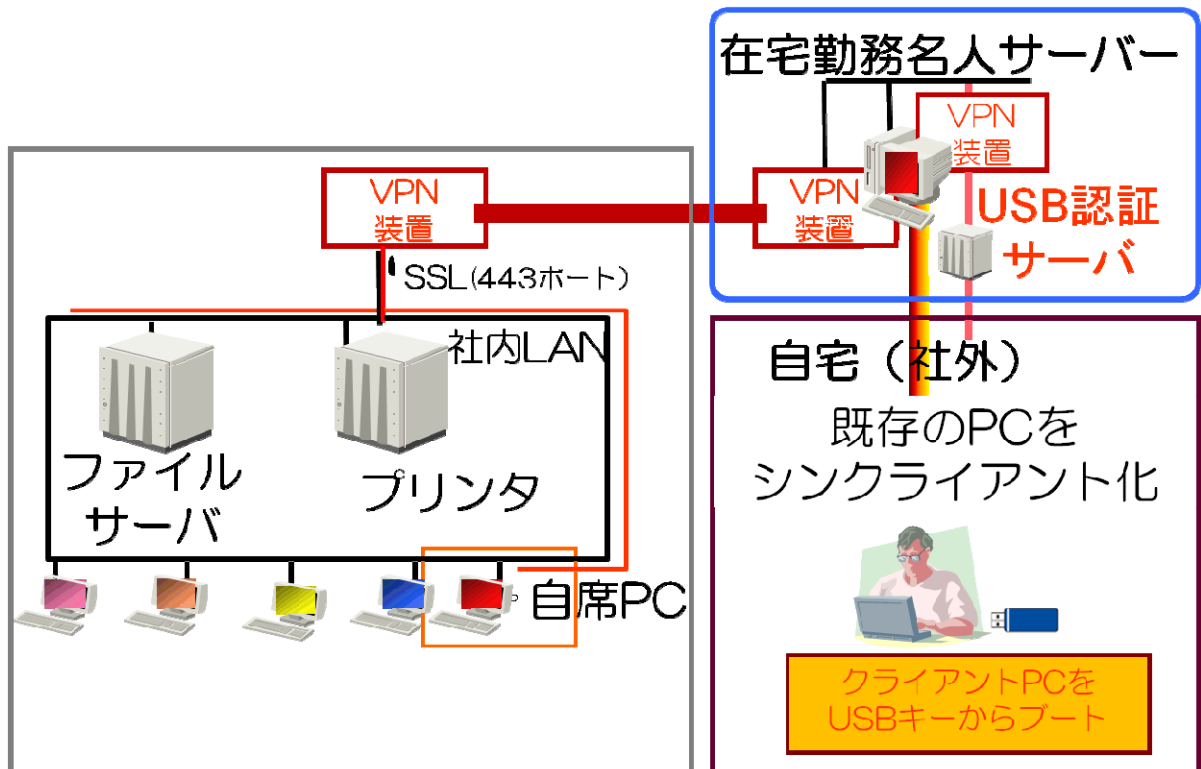 在宅勤務名人サーバー
VPN
装置
VPN
装置
VPN
装置
USB認証
サーバ
SSL(443ポート)
社内LAN
自宅（社外）
既存のPCを
シンクライアント化
ファイル
サーバ
プリンタ
自席PC
クライアントPCを
USBキーからブート